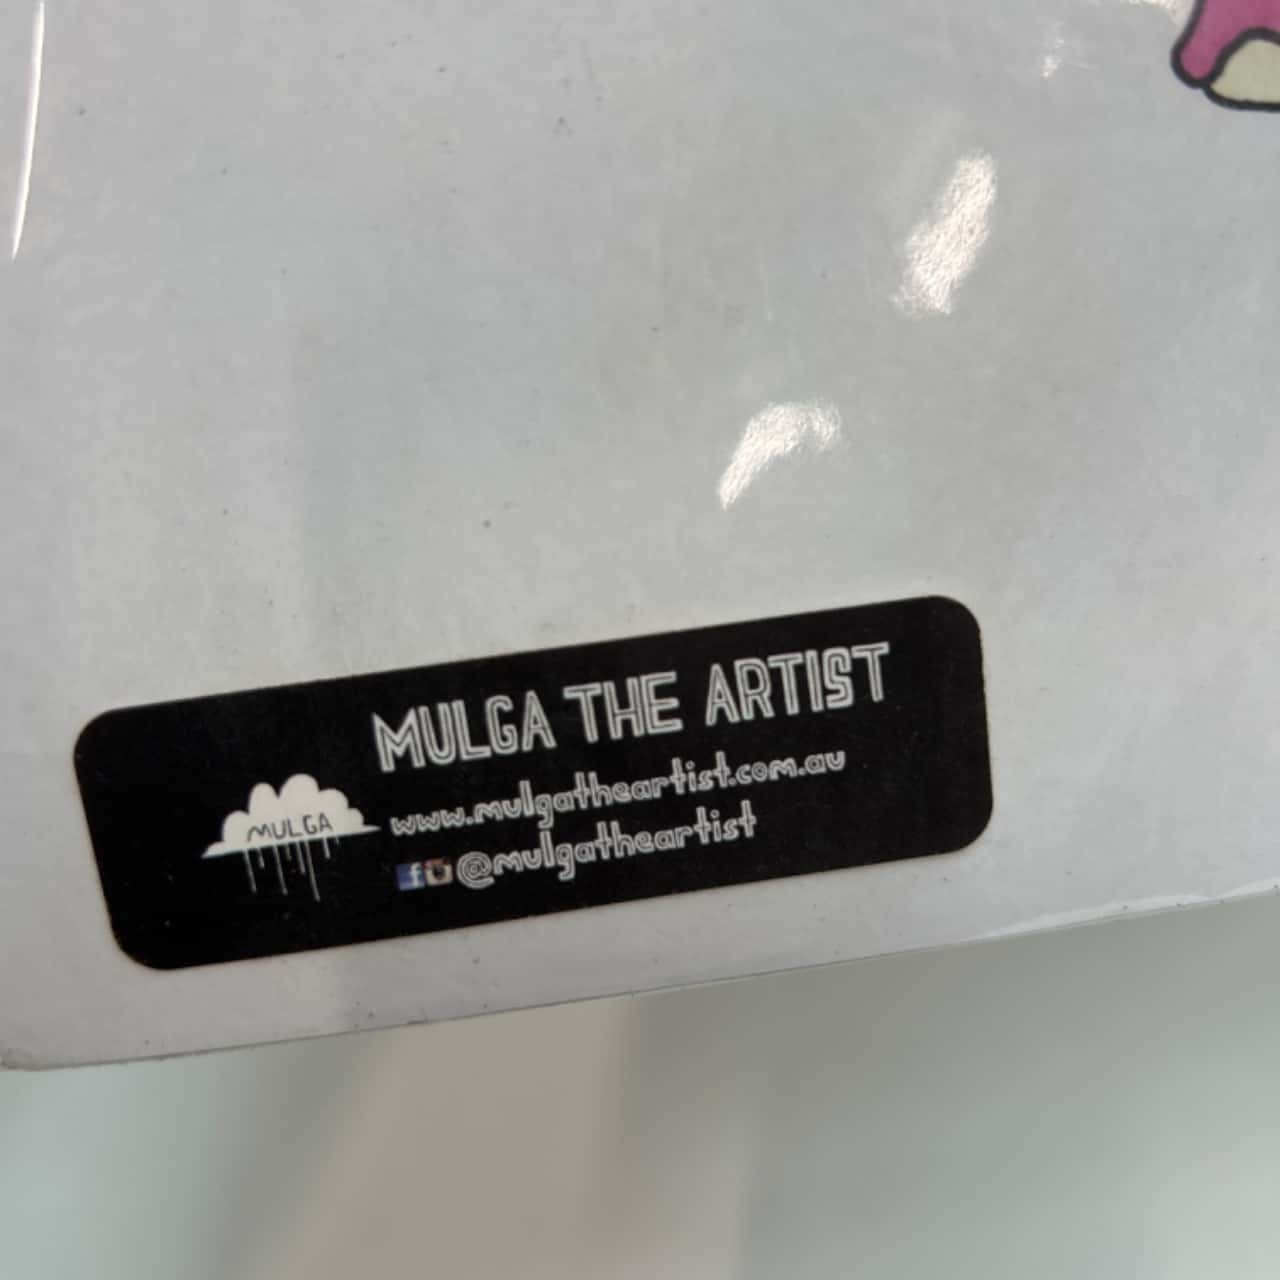 MULGA THE ARTIST
www.mulgatheartist.com.au
@mulgatheartist
MULGA